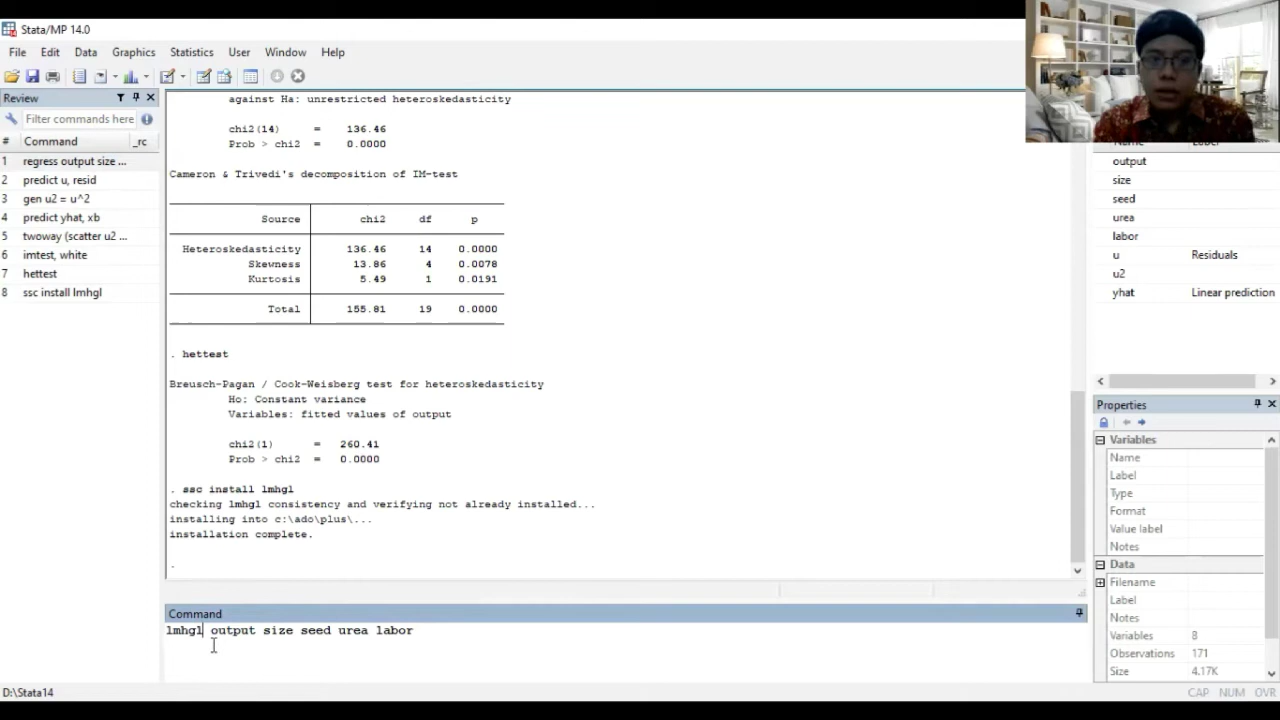 Stata/MP 14.0
File Edit Data Graphics Statistics User Window Help
Review
Filter commands here
# Command _rc
1 regress output size ...
2 predict u, resid
3 gen u2 = u^2
4 predict yhat, xb
5 twoway (scatter u2 ...
6 imtest, white
7 hettest
8 ssc install lmhgl
against Ha: unrestricted heteroskedasticity
chi2(14) = 136.46
Prob > chi2 = 0.0000
Cameron & Trivedi's decomposition of IM-test
Source chi2 df p
Heteroskedasticity 136.46 14 0.0000
Skewness 13.86 4 0.0078
Kurtosis 5.49 1 0.0191
Total 155.81 19 0.0000
. hettest
Breusch-Pagan / Cook-Weisberg test for heteroskedasticity
Ho: Constant variance
Variables: fitted values of output
chi2(1) = 260.41
Prob > chi2 = 0.0000
. ssc install lmhgl
checking lmhgl consistency and verifying not already installed...
installing into c:\ado\plus\...
installation complete.
.
Command
lmhgl output size seed urea labor
Name Label
output
size
seed
urea
labor
u Residuals
u2
yhat Linear prediction
Properties
Variables
Name
Label
Type
Format
Value label
Notes
Data
Filename
Label
Notes
Variables 8
Observations 171
Size 4.17K
D:\Stata14
CAP NUM OVR